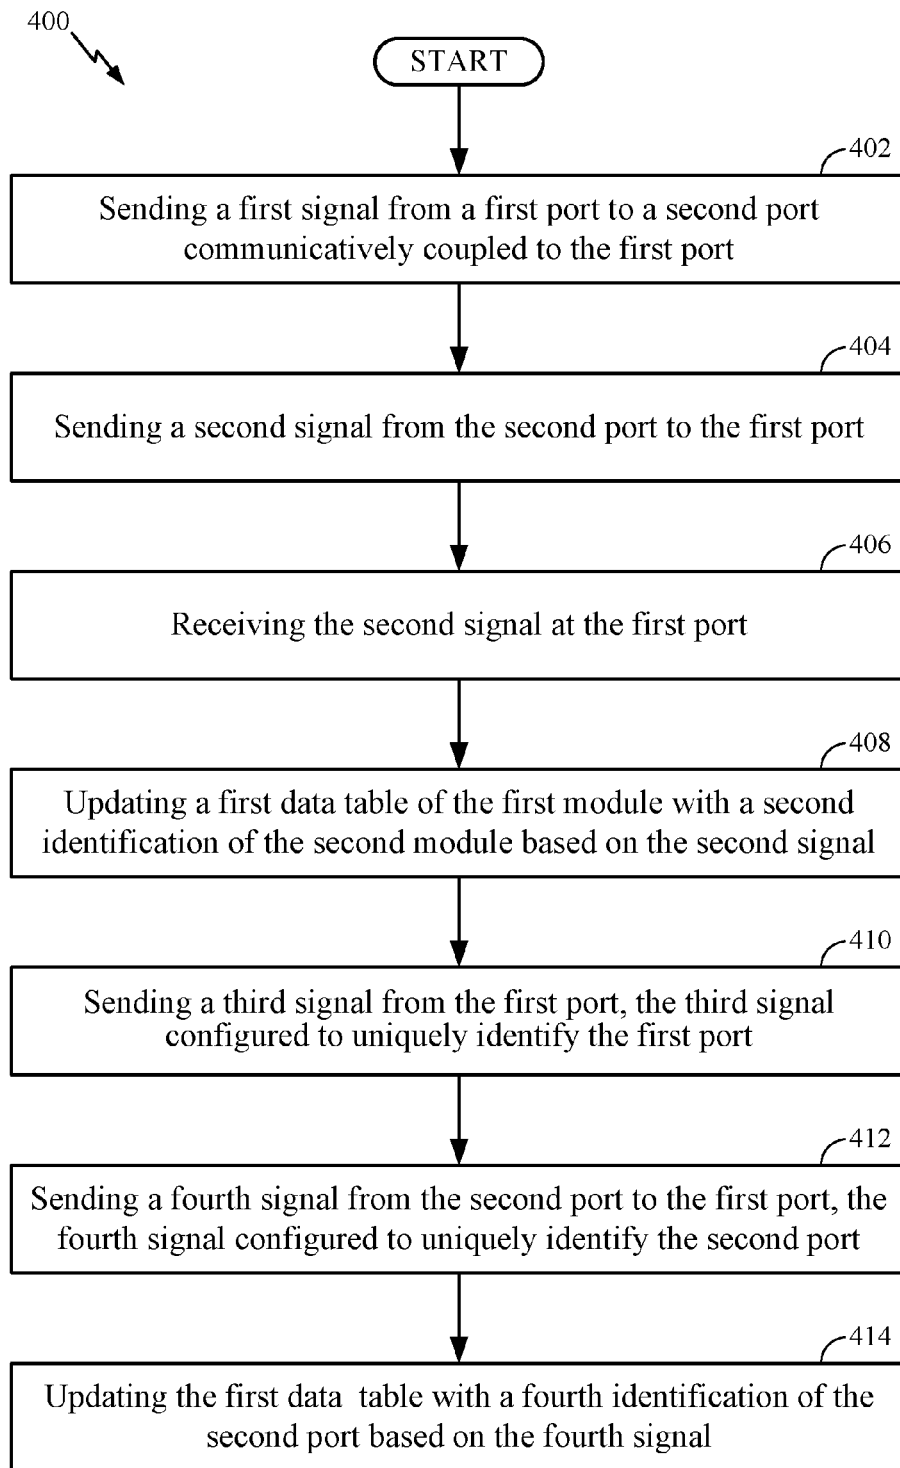 400
START
402
Sending a first signal from a first port to a second port
communicatively coupled to the first port
404
Sending a second signal from the second port to the first port
406
Receiving the second signal at the first port
408
Updating a first data table of the first module with a second
identification of the second module based on the second signal
410
Sending a third signal from the first port, the third signal
configured to uniquely identify the first port
412
Sending a fourth signal from the second port to the first port, the
fourth signal configured to uniquely identify the second port
414
Updating the first data table with a fourth identification of the
second port based on the fourth signal